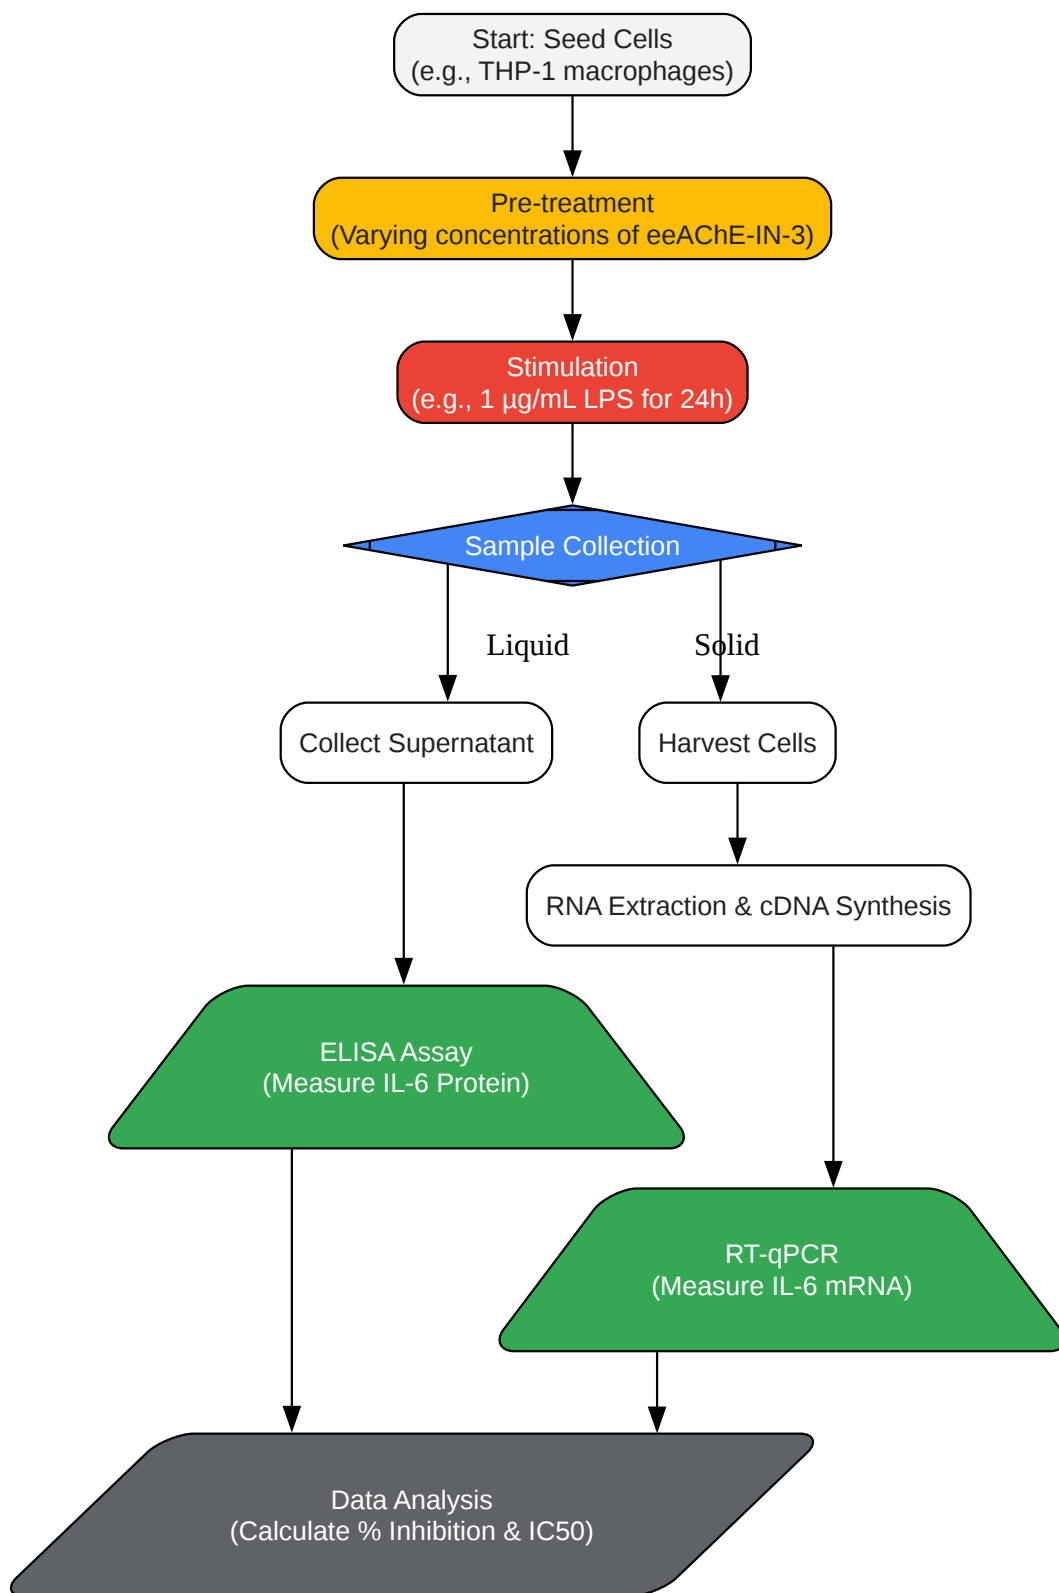 Start: Seed Cells
(e.g., THP-1 macrophages)
Pre-treatment
(Varying concentrations of eeAChE-IN-3)
Stimulation
(e.g., 1 µg/mL LPS for 24h)
Sample Collection
Liquid
Solid
Collect Supernatant
Harvest Cells
RNA Extraction & cDNA Synthesis
ELISA Assay
(Measure IL-6 Protein)
RT-qPCR
(Measure IL-6 mRNA)
Data Analysis
(Calculate % Inhibition & IC50)